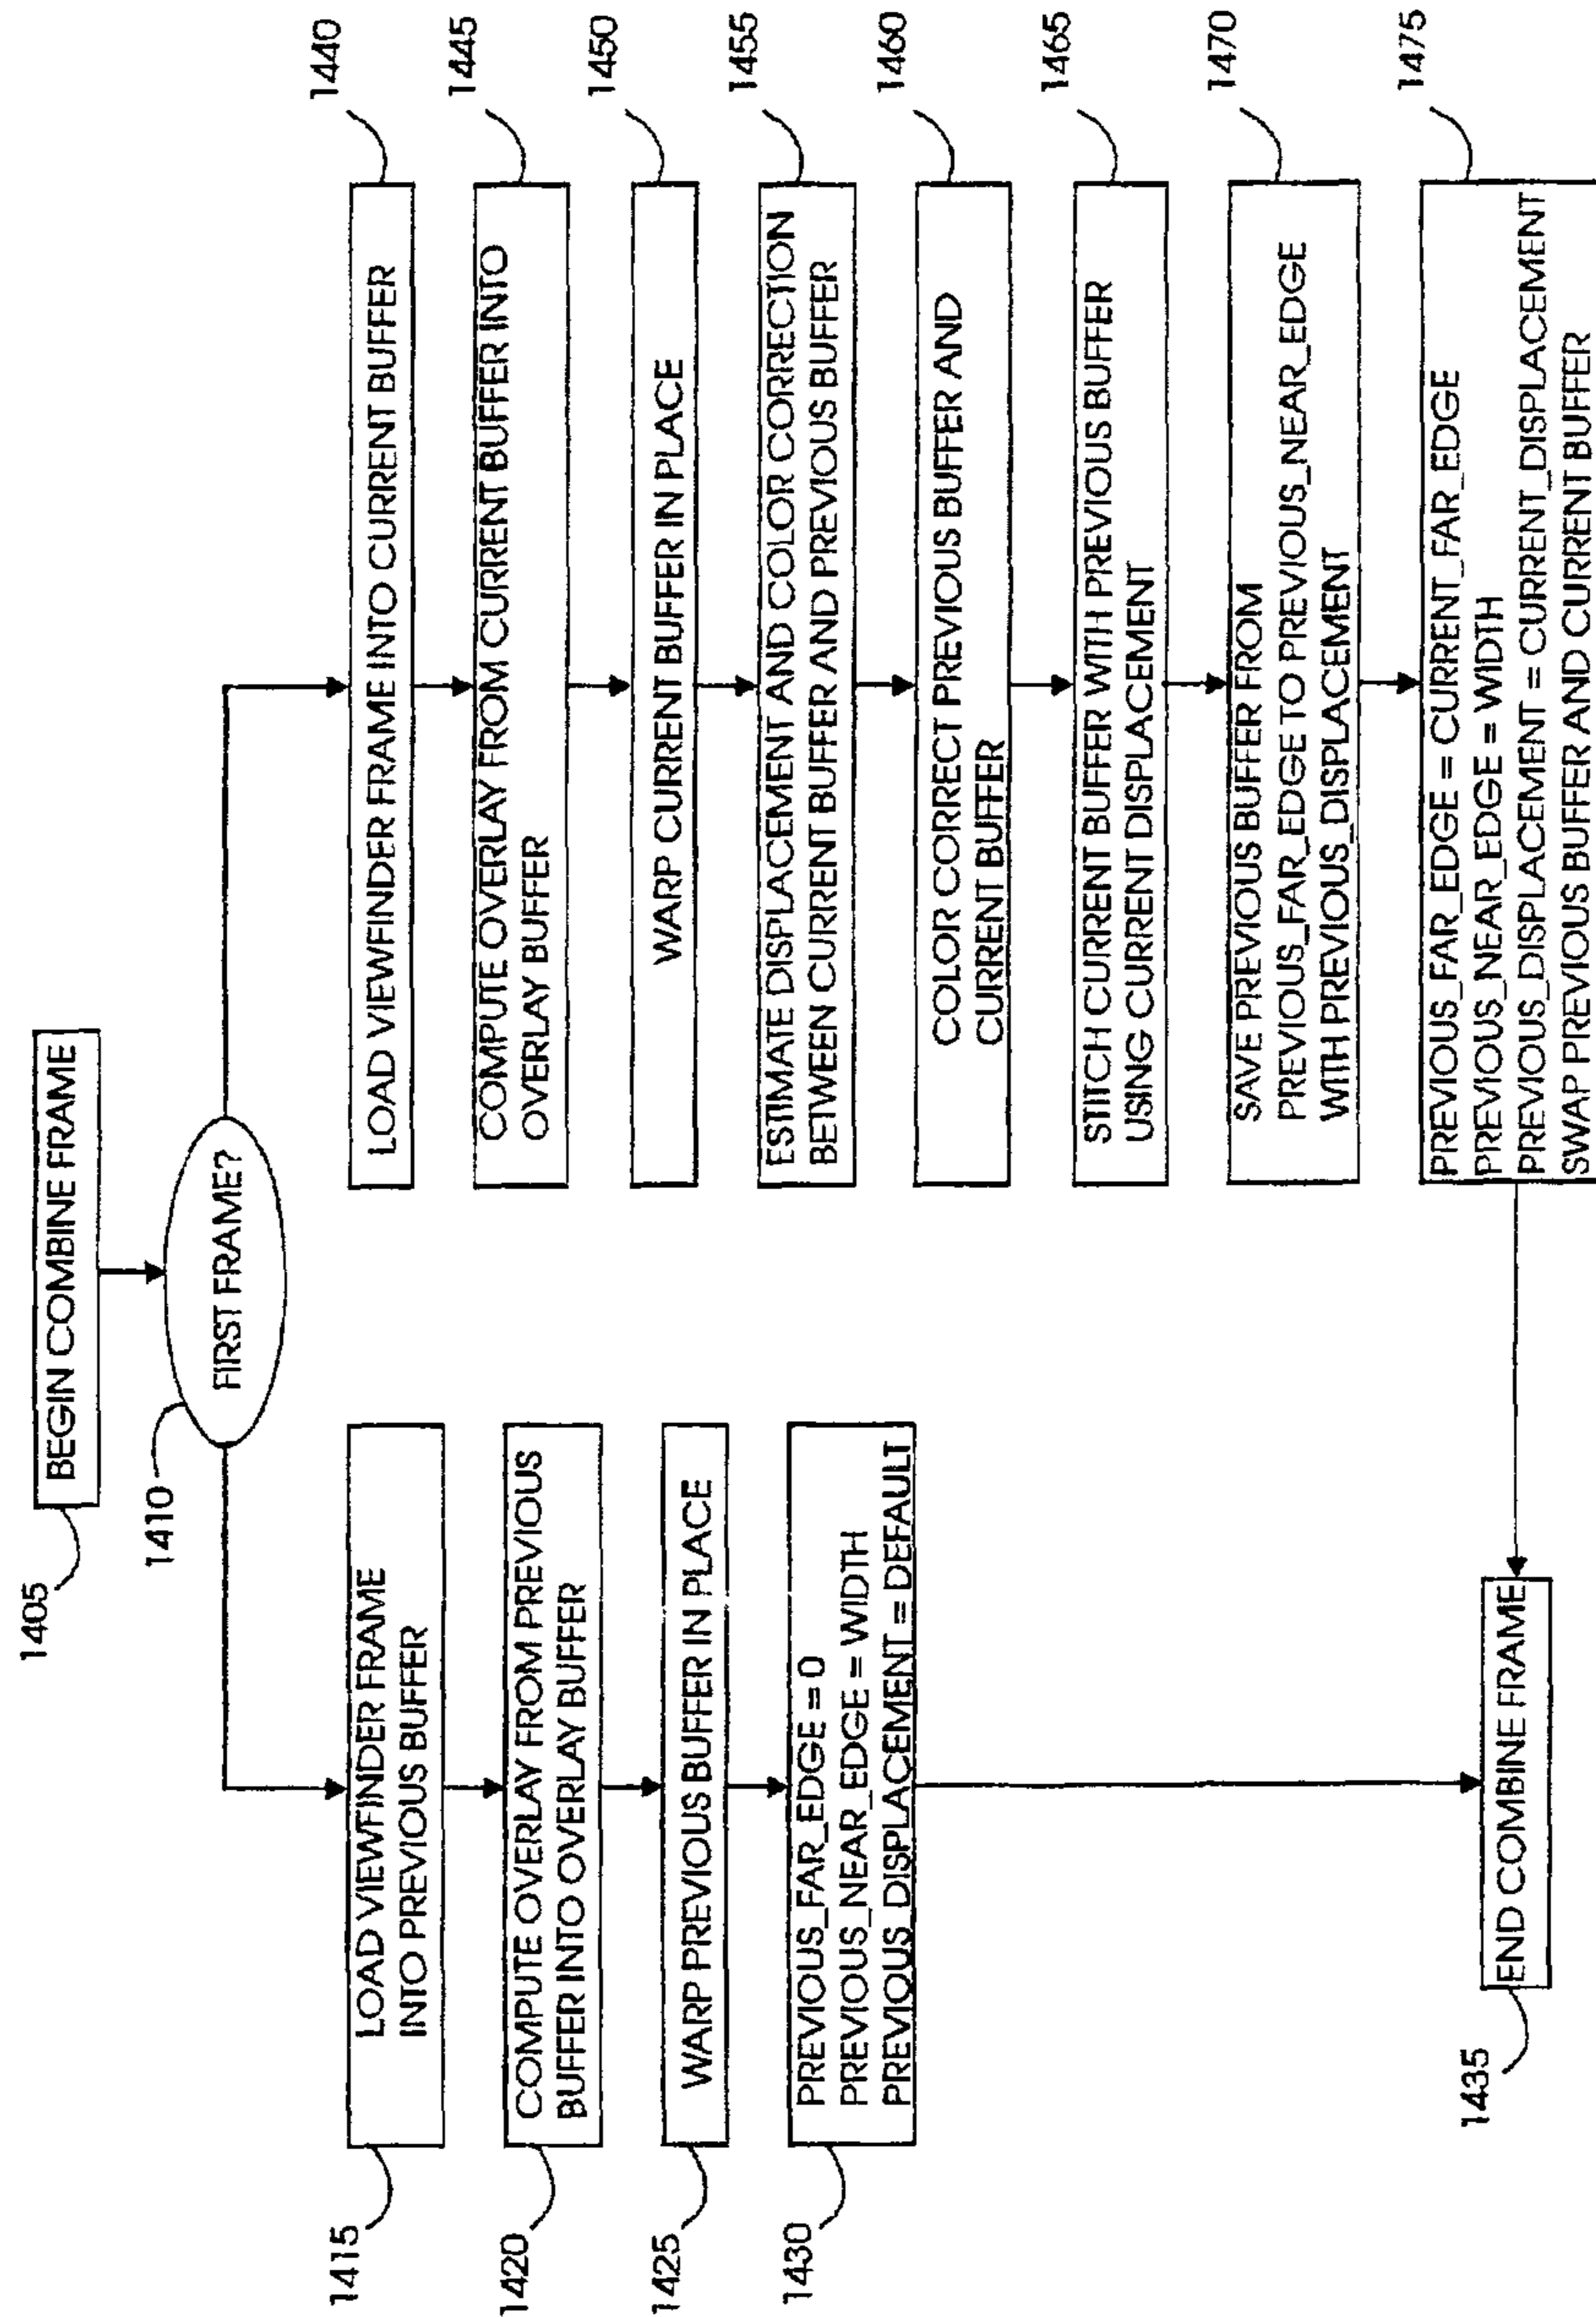 1405
BEGIN COMBINE FRAME
1410
FIRST FRAME?
1415
LOAD VIEWFINDER FRAME
INTO PREVIOUS BUFFER
1420
COMPUTE OVERLAY FROM PREVIOUS
BUFFER INTO OVERLAY BUFFER
1425
WARP PREVIOUS BUFFER IN PLACE
1430
PREVIOUS_FAR_EDGE = 0
PREVIOUS_NEAR_EDGE = WIDTH
PREVIOUS_DISPLACEMENT = DEFAULT
1435
END COMBINE FRAME
1440
LOAD VIEWFINDER FRAME INTO CURRENT BUFFER
1445
COMPUTE OVERLAY FROM CURRENT BUFFER INTO
OVERLAY BUFFER
1450
WARP CURRENT BUFFER IN PLACE
1455
ESTIMATE DISPLACEMENT AND COLOR CORRECTION
BETWEEN CURRENT BUFFER AND PREVIOUS BUFFER
1460
COLOR CORRECT PREVIOUS BUFFER AND
CURRENT BUFFER
1465
STITCH CURRENT BUFFER WITH PREVIOUS BUFFER
USING CURRENT DISPLACEMENT
1470
SAVE PREVIOUS BUFFER FROM
PREVIOUS_FAR_EDGE TO PREVIOUS_NEAR_EDGE
WITH PREVIOUS_DISPLACEMENT
1475
PREVIOUS_FAR_EDGE = CURRENT_FAR_EDGE
PREVIOUS_NEAR_EDGE = WIDTH
PREVIOUS_DISPLACEMENT = CURRENT_DISPLACEMENT
SWAP PREVIOUS BUFFER AND CURRENT BUFFER